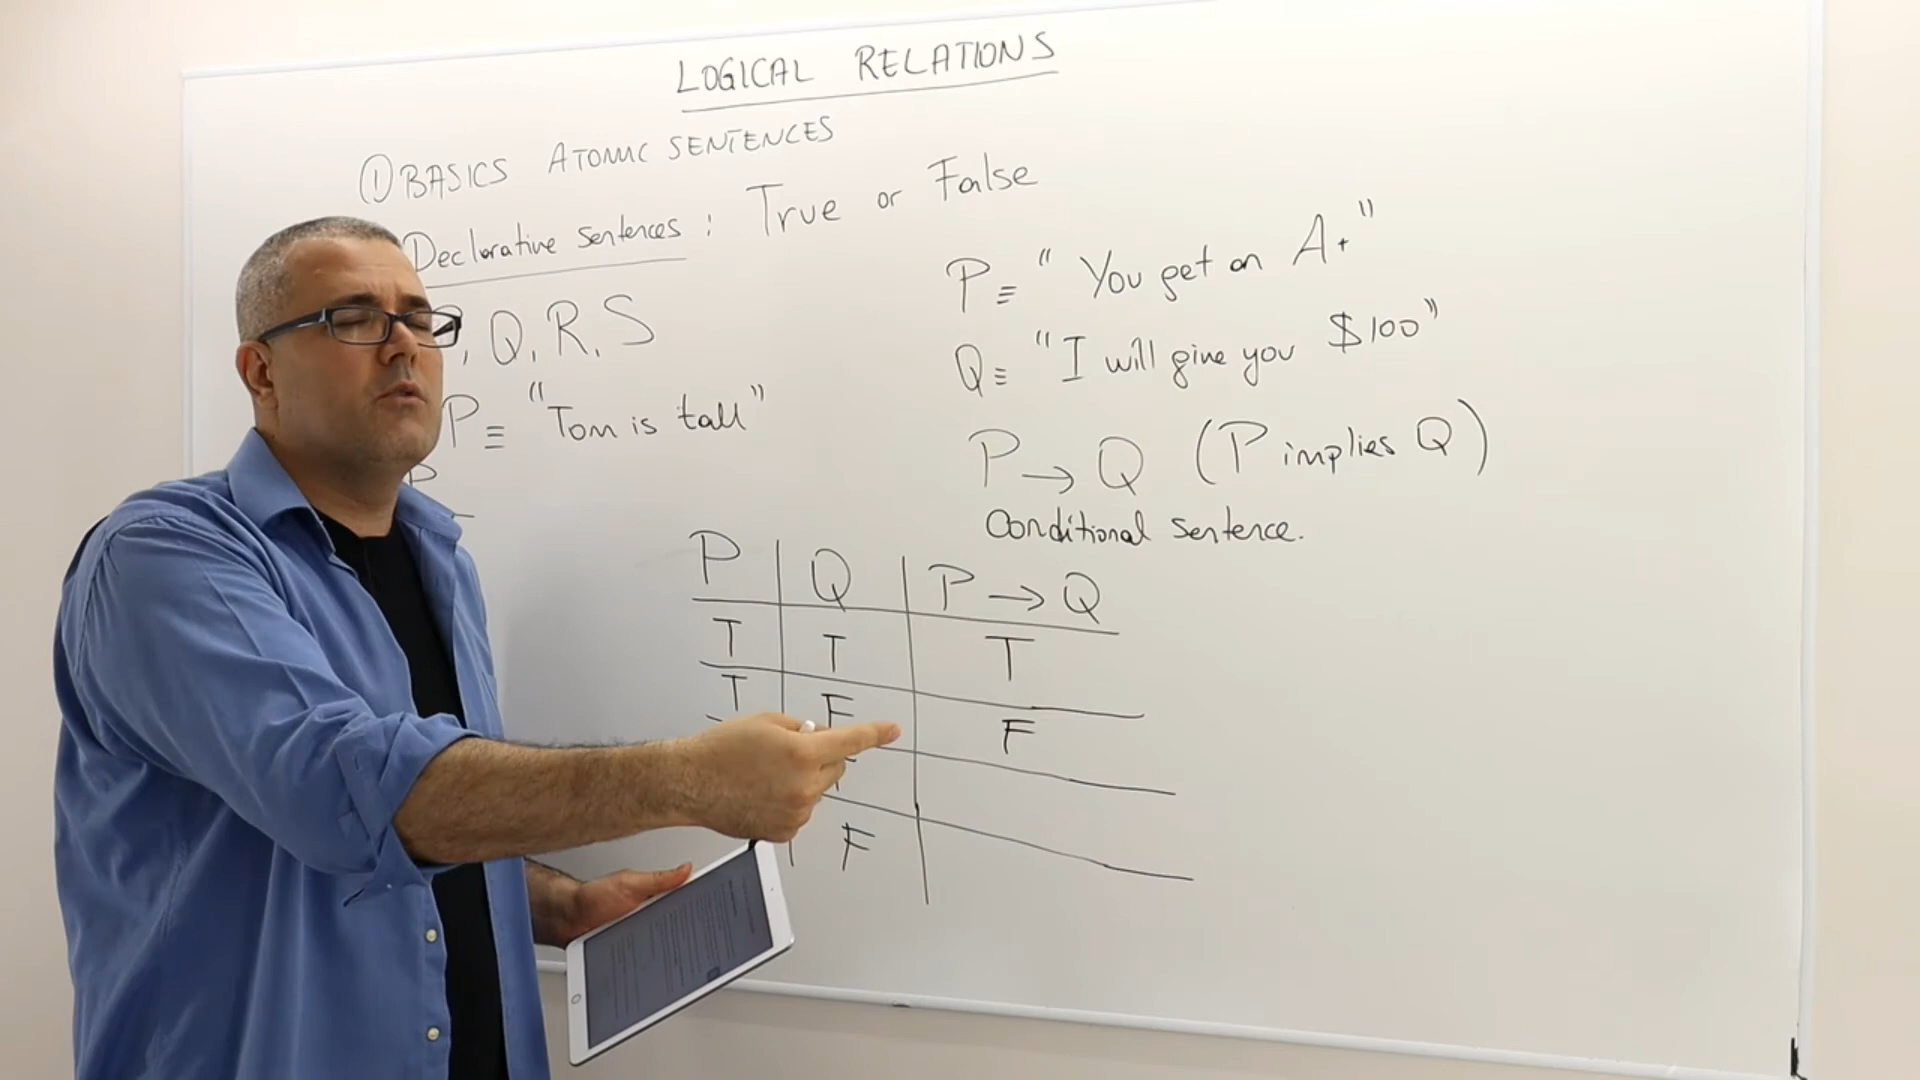 LOGICAL RELATIONS
① BASICS ATOMIC SENTENCES
Declarative sentences : True or False
P, Q, R, S
P ≡ "Tom is tall"
P
P ≡ "You get an A+"
Q ≡ "I will give you $100"
P → Q (P implies Q)
Conditional sentence.
P Q P → Q
T T T
T F F
F